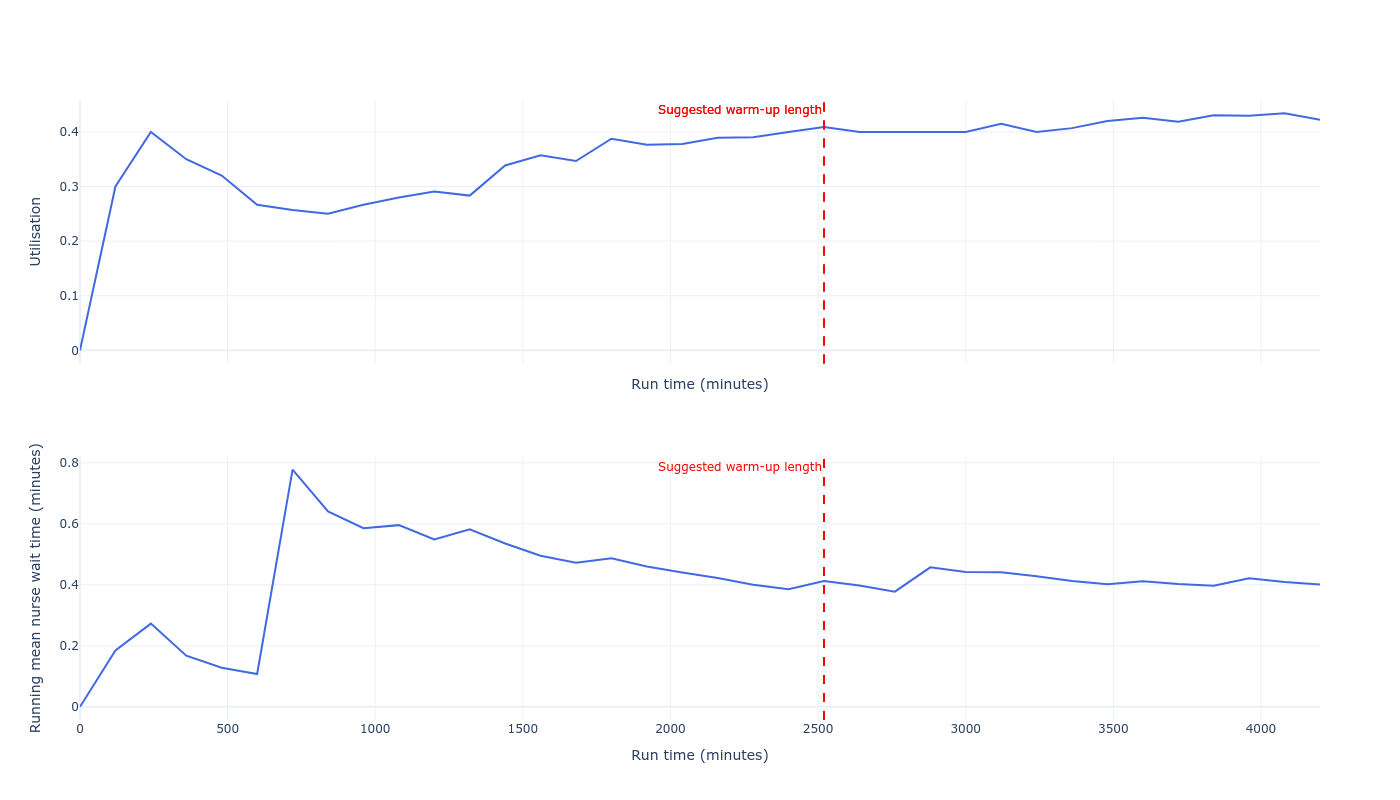 Suggested warm-up length
0.4
0.3
0.2
0.1
0
Utilisation
Run time (minutes)
Suggested warm-up length
0.8
0.6
0.4
0.2
0
Running mean nurse wait time (minutes)
0 500 1000 1500 2000 2500 3000 3500 4000
Run time (minutes)